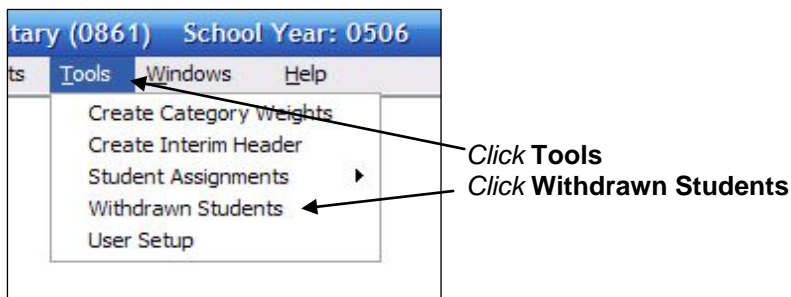 tary (0861) School Year: 0506
ts Tools Windows Help
Create Category Weights
Create Interim Header
Student Assignments
Withdrawn Students
User Setup
Click Tools
Click Withdrawn Students